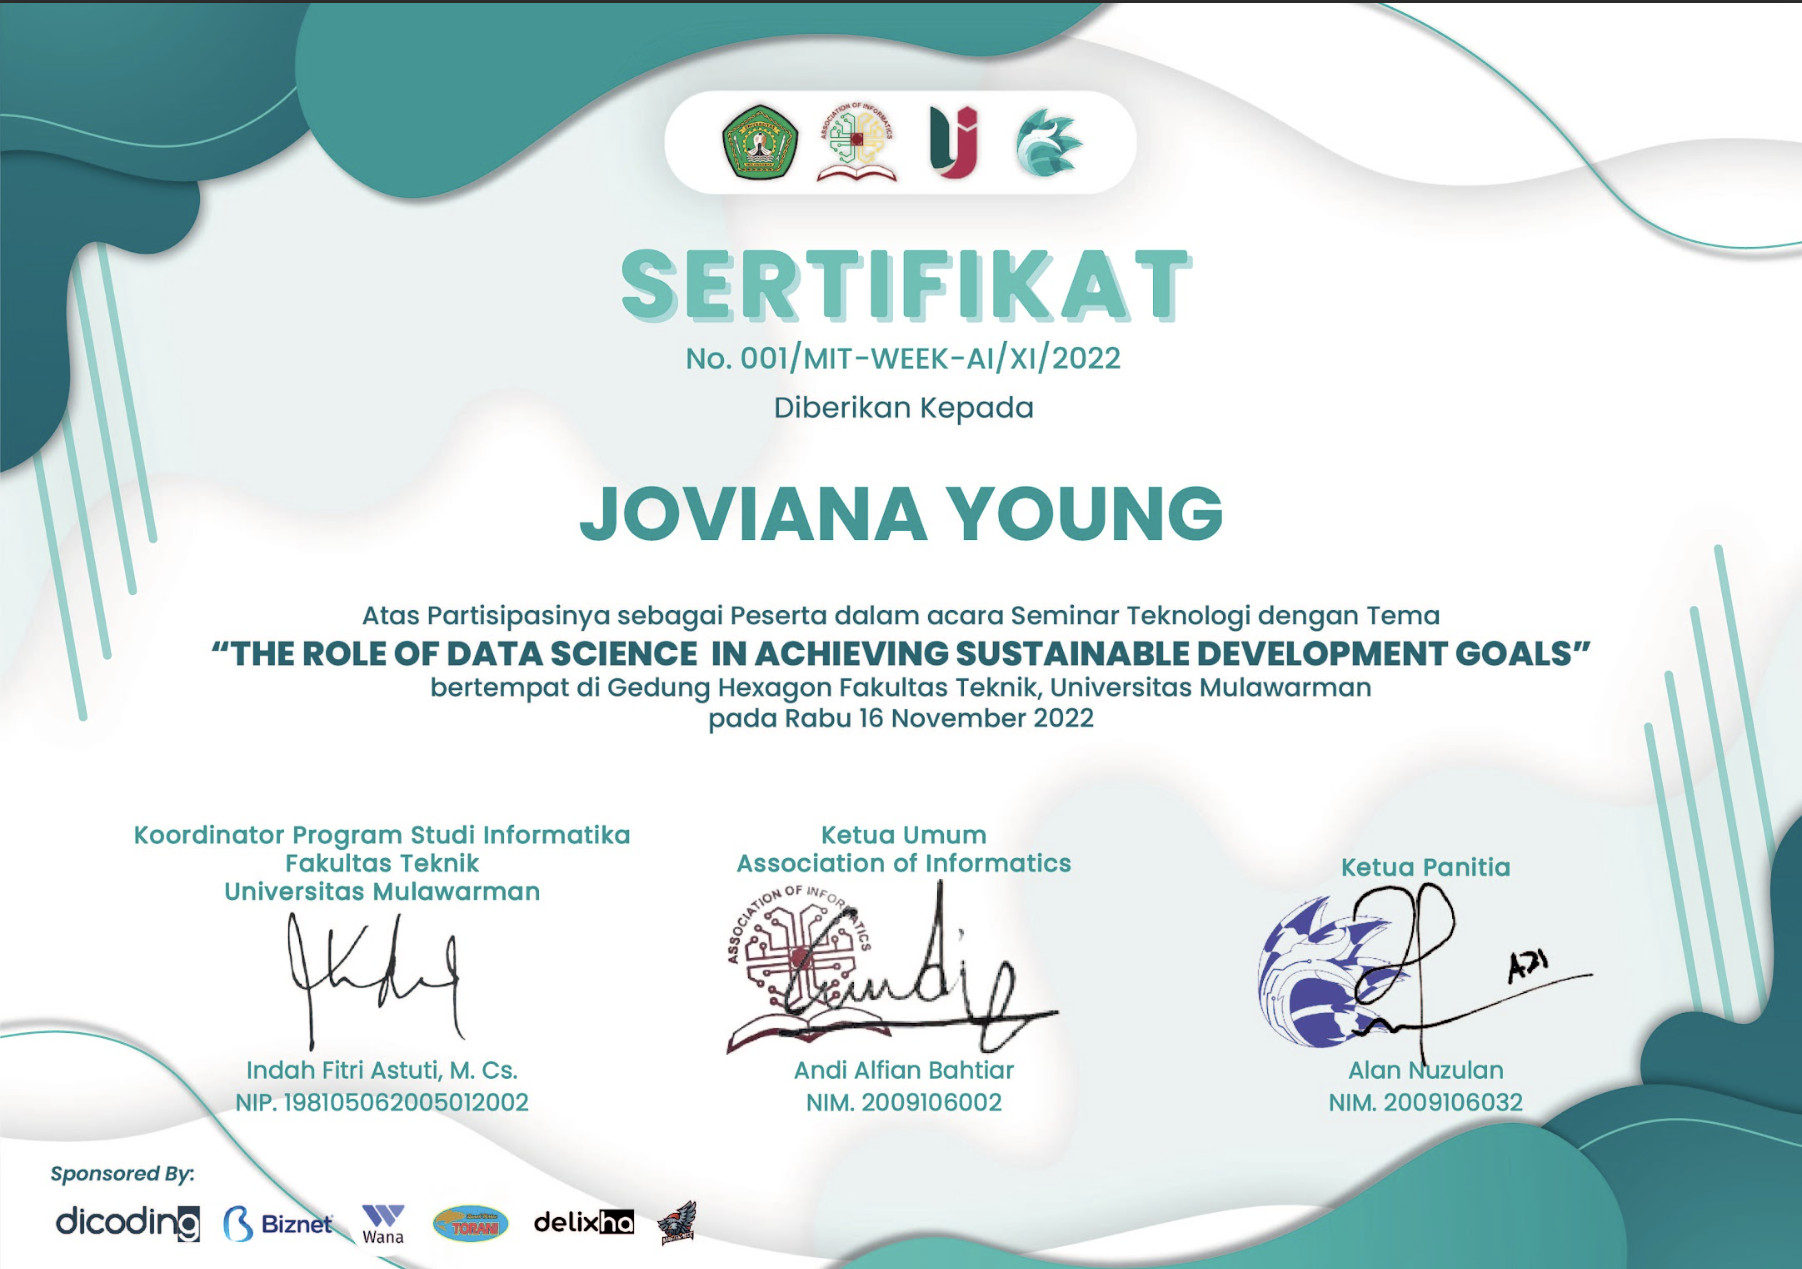 ASSOCIATION OF INFORMATICS
SERTIFIKAT
No. 001/MIT-WEEK-AI/XI/2022
Diberikan Kepada
JOVIANA YOUNG
Atas Partisipasinya sebagai Peserta dalam acara Seminar Teknologi dengan Tema
“THE ROLE OF DATA SCIENCE IN ACHIEVING SUSTAINABLE DEVELOPMENT GOALS”
bertempat di Gedung Hexagon Fakultas Teknik, Universitas Mulawarman
pada Rabu 16 November 2022
Koordinator Program Studi Informatika
Fakultas Teknik
Universitas Mulawarman
Indah Fitri Astuti, M. Cs.
NIP. 198105062005012002
Ketua Umum
Association of Informatics
ASSOCIATION OF INFORMATICS
Andi Alfian Bahtiar
NIM. 2009106002
Ketua Panitia
Alan Nuzulan
NIM. 2009106032
Sponsored By:
dicoding
Biznet
Wana
TORANI
delixha